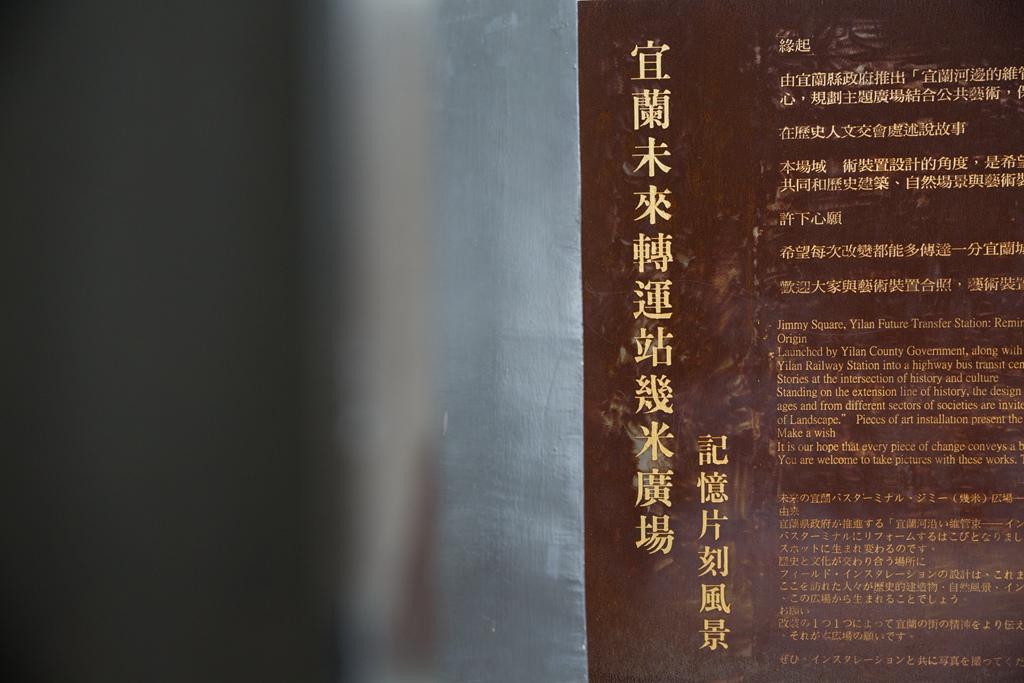 宜蘭未來轉運站幾米廣場
記憶片刻風景
緣起
由宜蘭縣政府推出「宜蘭河邊的維管
心，規劃主題廣場結合公共藝術，
在歷史人文交會處述說故事
本場域 術裝置設計的角度，是希望
共同和歷史建築、自然場景與藝術裝
許下心願
希望每次改變都能多傳達一分宜蘭城
歡迎大家與藝術裝置合照，藝術裝置
Jimmy Square, Yilan Future Transfer Station: Remin
Origin
Launched by Yilan County Government, along with
Yilan Railway Station into a highway bus transit cen
Stories at the intersection of history and culture
Standing on the extension line of history, the design
ages and from different sectors of societies are invite
of Landscape.” Pieces of art installation present the
Make a wish
It is our hope that every piece of change conveys a b
You are welcome to take pictures with these works. T
未来の宜蘭バスターミナル・ジミー（幾米）広場—
由来
宜蘭県政府が推進する「宜蘭河沿い維管束——イン
バスターミナルにリフォームするはこびとなりまし
スポットに生まれ変わるのです。
歴史と文化が交わり合う場所に
フィールド・インスタレーションの設計は、これま
ここを訪れた人々が歴史的建造物・自然風景・イン
・この広場から生まれることでしょう。
お願い
改装の1つ1つによって宜蘭の街の情緒をより伝え
・それが本広場の願いです。
ぜひ・インスタレーションと共に写真を撮ってくだ